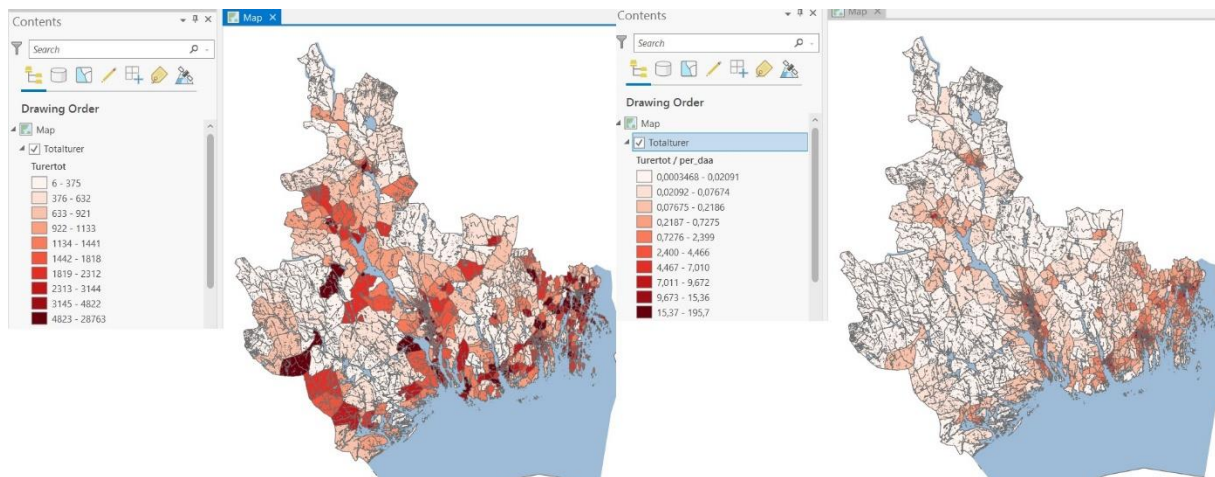 Contents
Map
Search
Drawing Order
Map
Totalturer
Turertot
6 - 375
376 - 632
633 - 921
922 - 1133
1134 - 1441
1442 - 1818
1819 - 2312
2313 - 3144
3145 - 4822
4823 - 28763
Contents
Map
Search
Drawing Order
Map
Totalturer
Turertot / per_daa
0,0003468 - 0,02091
0,02092 - 0,07674
0,07675 - 0,2186
0,2187 - 0,7275
0,7276 - 2,399
2,400 - 4,466
4,467 - 7,010
7,011 - 9,672
9,673 - 15,36
15,37 - 195,7